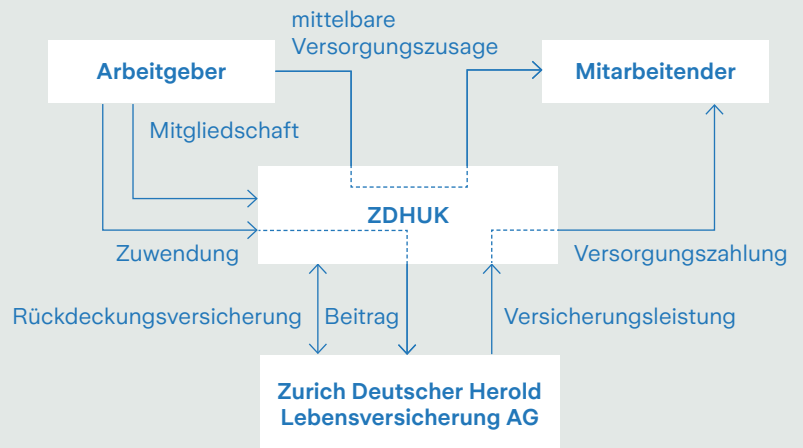 mittelbare
Versorgungszusage
Arbeitgeber
Mitarbeitender
Mitgliedschaft
ZDHUK
Zuwendung
Versorgungszahlung
Rückdeckungsversicherung
Beitrag
Versicherungsleistung
Zurich Deutscher Herold
Lebensversicherung AG